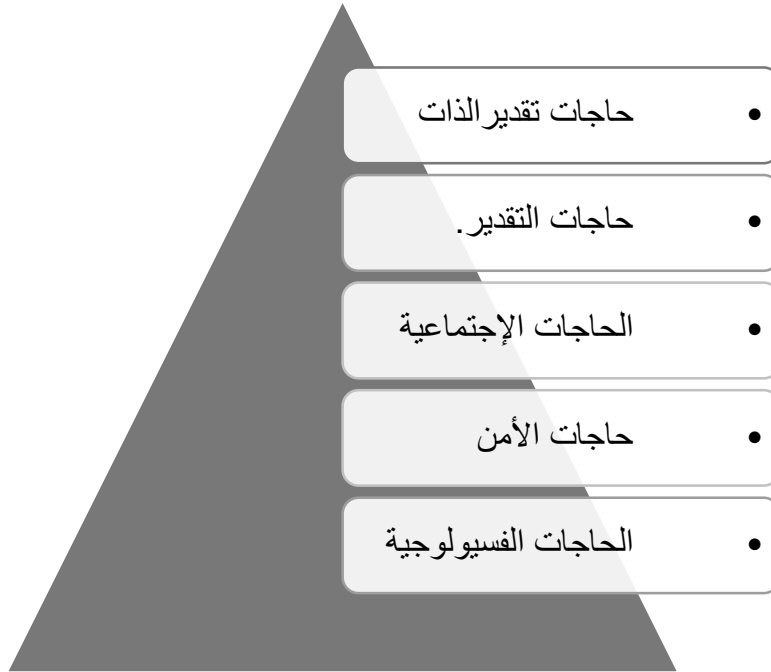 • حاجات تقدير الذات
• حاجات التقدير.
• الحاجات الإجتماعية
• حاجات الأمن
• الحاجات الفسيولوجية